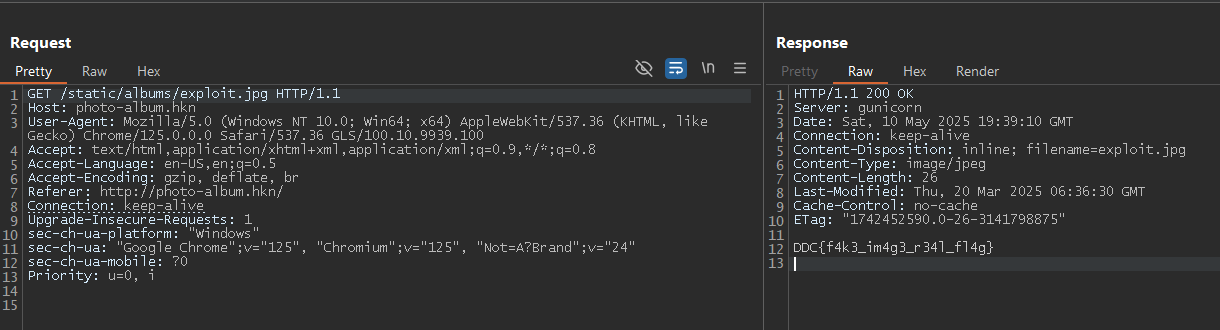 Request
Pretty Raw Hex
\n
1 GET /static/albums/exploit.jpg HTTP/1.1
2 Host: photo-album.hkn
3 User-Agent: Mozilla/5.0 (Windows NT 10.0; Win64; x64) AppleWebKit/537.36 (KHTML, like
Gecko) Chrome/125.0.0.0 Safari/537.36 GLS/100.10.9939.100
4 Accept: text/html,application/xhtml+xml,application/xml;q=0.9,*/*;q=0.8
5 Accept-Language: en-US,en;q=0.5
6 Accept-Encoding: gzip, deflate, br
7 Referer: http://photo-album.hkn/
8 Connection: keep-alive
9 Upgrade-Insecure-Requests: 1
10 sec-ch-ua-platform: "Windows"
11 sec-ch-ua: "Google Chrome";v="125", "Chromium";v="125", "Not=A?Brand";v="24"
12 sec-ch-ua-mobile: ?0
13 Priority: u=0, i
14
15
Response
Pretty Raw Hex Render
1 HTTP/1.1 200 OK
2 Server: gunicorn
3 Date: Sat, 10 May 2025 19:39:10 GMT
4 Connection: keep-alive
5 Content-Disposition: inline; filename=exploit.jpg
6 Content-Type: image/jpeg
7 Content-Length: 26
8 Last-Modified: Thu, 20 Mar 2025 06:36:30 GMT
9 Cache-Control: no-cache
10 ETag: "1742452590.0-26-3141798875"
11
12 DDC{f4k3_im4g3_r34l_fl4g}
13